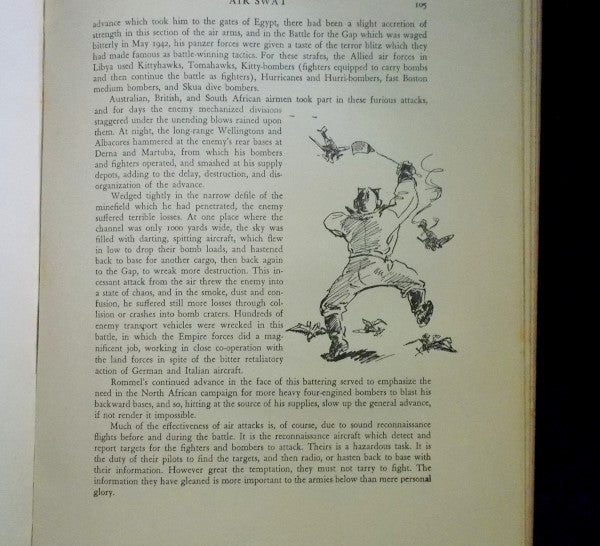 AIR SWAT 105
advance which took him to the gates of Egypt, there had been a slight accretion of
strength in this section of the air arms, and in the Battle for the Gap which was waged
bitterly in May 1942, his panzer forces were given a taste of the terror blitz which they
had made famous as battle-winning tactics. For these strafes, the Allied air forces in
Libya used Kittyhawks, Tomahawks, Kitty-bombers (fighters equipped to carry bombs
and then continue the battle as fighters), Hurricanes and Hurri-bombers, fast Boston
medium bombers, and Skua dive bombers.
Australian, British, and South African airmen took part in these furious attacks,
and for days the enemy mechanized divisions
staggered under the unending blows rained upon
them. At night, the long-range Wellingtons and
Albacores hammered at the enemy's rear bases at
Derna and Martuba, from which his bombers
and fighters operated, and smashed at his supply
depots, adding to the delay, destruction, and dis-
organization of the advance.
Wedged tightly in the narrow defile of the
minefield which he had penetrated, the enemy
suffered terrible losses. At one place where the
channel was only 1000 yards wide, the sky was
filled with darting, spitting aircraft, which flew
in low to drop their bomb loads, and hastened
back to base for another cargo, then back again
to the Gap, to wreak more destruction. This in-
cessant attack from the air threw the enemy into
a state of chaos, and in the smoke, dust and con-
fusion, he suffered still more losses through col-
lision or crashes into bomb craters. Hundreds of
enemy transport vehicles were wrecked in this
battle, in which the Empire forces did a mag-
nificent job, working in close co-operation with
the land forces in spite of the bitter retaliatory
action of German and Italian aircraft.
Rommel's continued advance in the face of this battering served to emphasize the
need in the North African campaign for more heavy four-engined bombers to blast his
backward bases, and so, hitting at the source of his supplies, slow up the general advance,
if not render it impossible.
Much of the effectiveness of air attacks is, of course, due to sound reconnaissance
flights before and during the battle. It is the reconnaissance aircraft which detect and
report targets for the fighters and bombers to attack. Theirs is a hazardous task. It is
the duty of their pilots to find the targets, and then radio, or hasten back to base with
their information. However great the temptation, they must not tarry to fight. The
information they have gleaned is more important to the armies below than mere personal
glory.